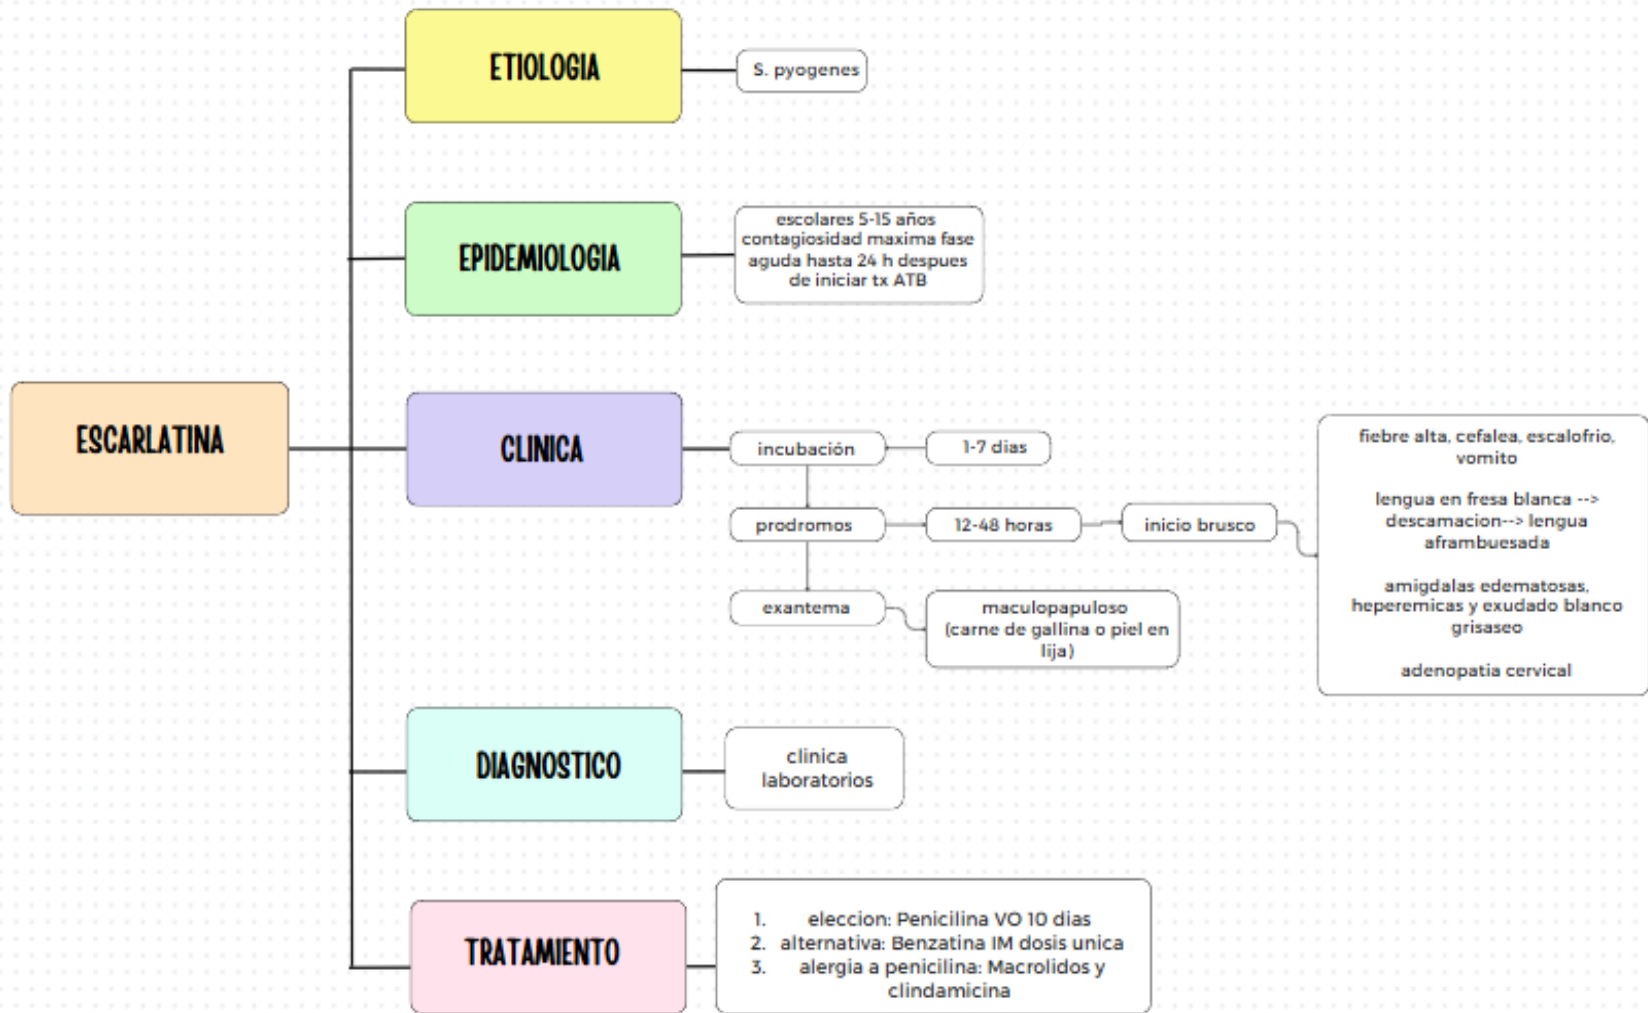 ESCARLATINA
ETIOLOGIA
S. pyogenes
EPIDEMIOLOGIA
escolares 5-15 años
contagiosidad maxima fase
aguda hasta 24 h despues
de iniciar tx ATB
CLINICA
incubación
1-7 dias
prodromos
12-48 horas
inicio brusco
fiebre alta, cefalea, escalofrio,
vomito
lengua en fresa blanca -->
descamacion--> lengua
aframbuesada
amigdalas edematosas,
heperemicas y exudado blanco
grisaseo
adenopatia cervical
exantema
maculopapuloso
(carne de gallina o piel en
lija)
DIAGNOSTICO
clinica
laboratorios
TRATAMIENTO
1. eleccion: Penicilina VO 10 dias
2. alternativa: Benzatina IM dosis unica
3. alergia a penicilina: Macrolidos y
clindamicina